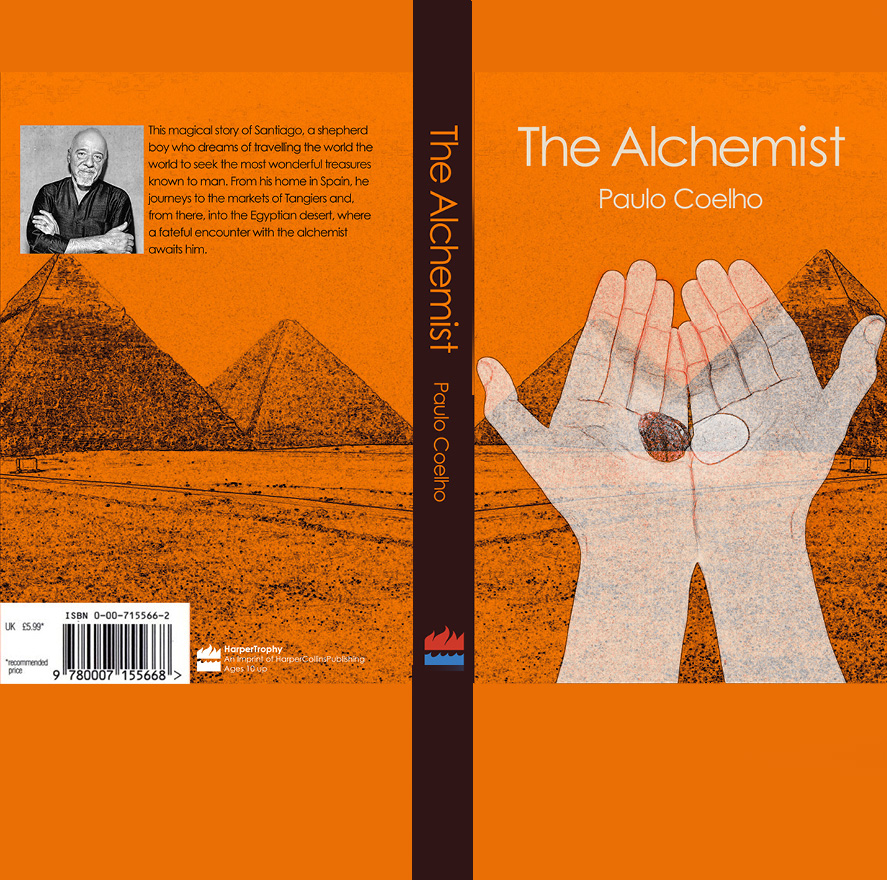 This magical story of Santiago, a shepherd
boy who dreams of travelling the world the
world to seek the most wonderful treasures
known to man. From his home in Spain, he
journeys to the markets of Tangiers and,
from there, into the Egyptian desert, where
a fateful encounter with the alchemist
awaits him.
ISBN 0-00-715566-2
UK £5.99*
*recommended
price
9 780007 155668 >
HarperTrophy
An Imprint of HarperCollinsPublishing
Ages 10 up
The Alchemist
Paulo Coelho
The Alchemist
Paulo Coelho